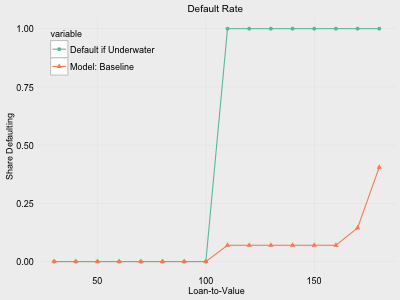 Default Rate
variable
Default if Underwater
Model: Baseline
Share Defaulting
1.00
0.75
0.50
0.25
0.00
50
100
150
Loan-to-Value